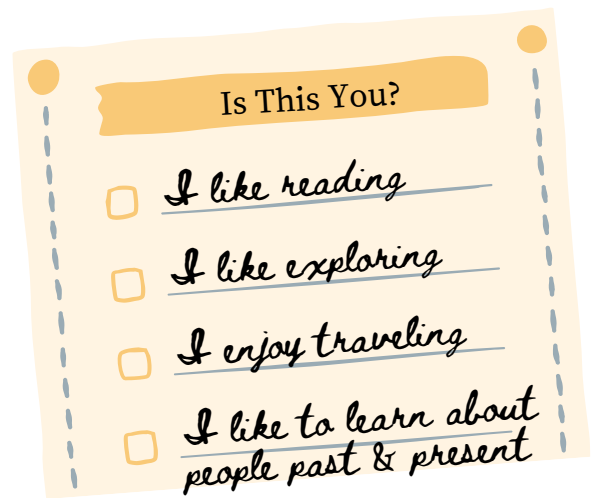 Is This You?
I like reading
I like exploring
I enjoy traveling
I like to learn about
people past & present